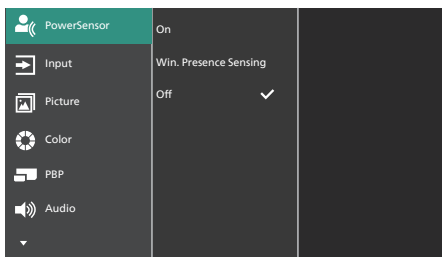 PowerSensor
On
Input
Win. Presence Sensing
Picture
Off
Color
PBP
Audio